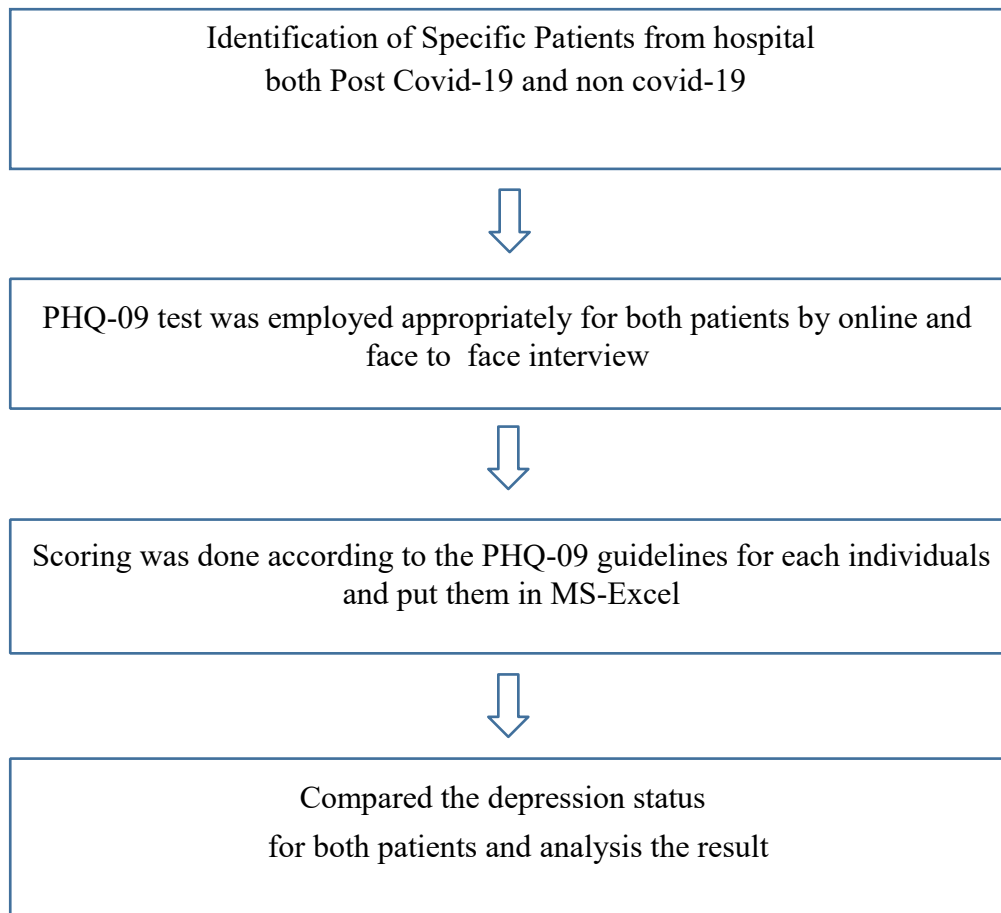 Identification of Specific Patients from hospital
both Post Covid-19 and non covid-19
PHQ-09 test was employed appropriately for both patients by online and
face to face interview
Scoring was done according to the PHQ-09 guidelines for each individuals
and put them in MS-Excel
Compared the depression status
for both patients and analysis the result